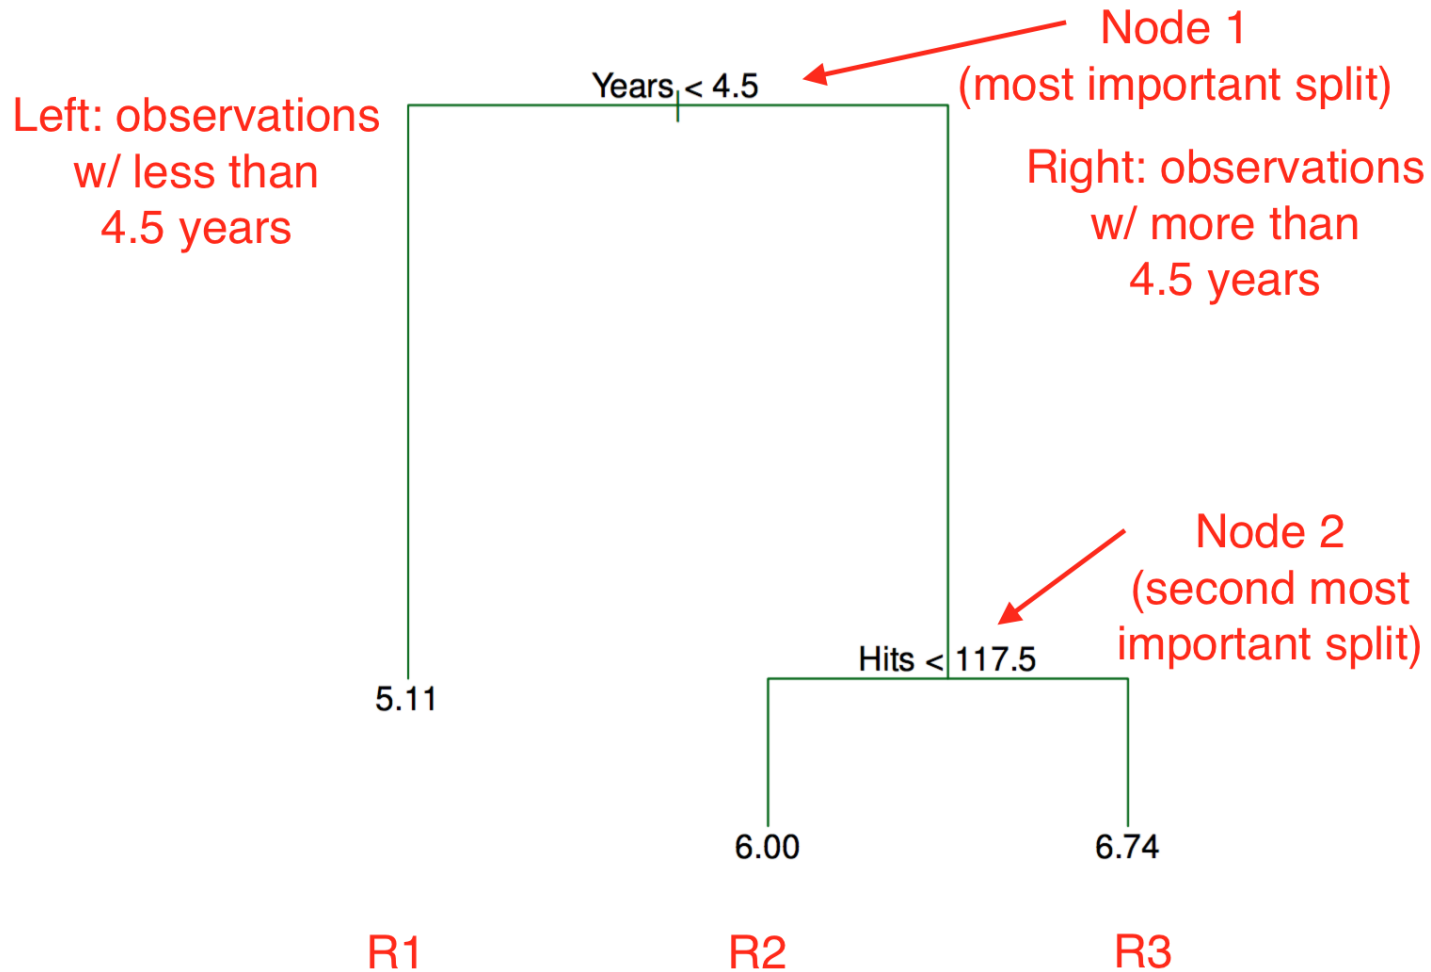 Node 1
(most important split)
Years < 4.5
Left: observations
w/ less than
4.5 years
Right: observations
w/ more than
4.5 years
Node 2
(second most
important split)
Hits < 117.5
5.11
6.00
6.74
R1
R2
R3